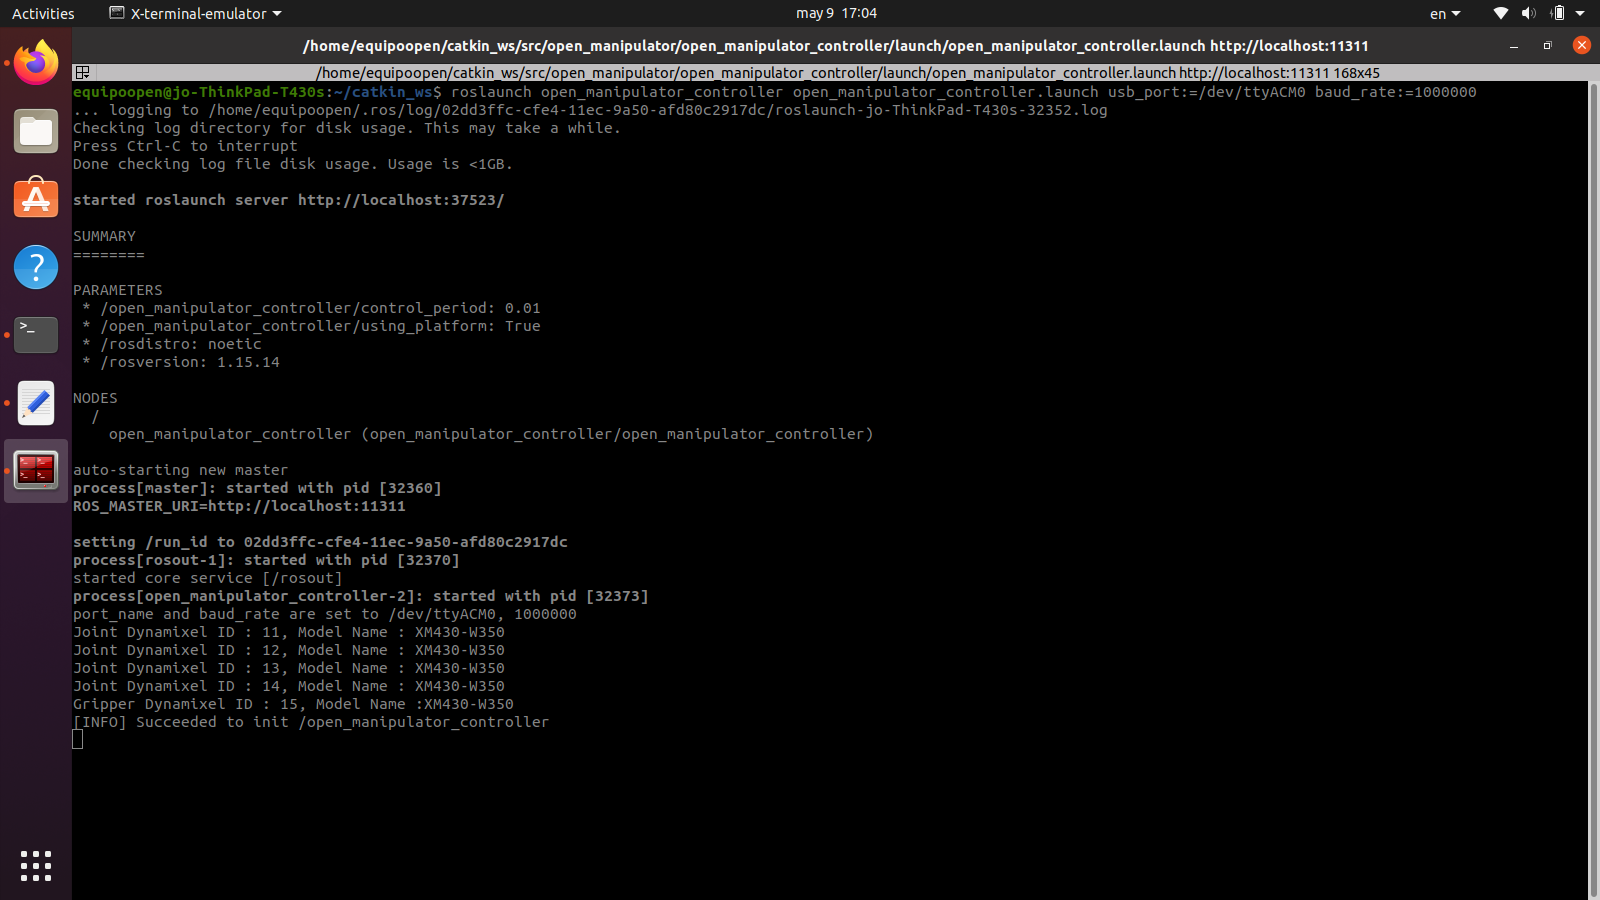 Activities X-terminal-emulator may 9 17:04 en
/home/equipoopen/catkin_ws/src/open_manipulator/open_manipulator_controller/launch/open_manipulator_controller.launch http://localhost:11311
/home/equipoopen/catkin_ws/src/open_manipulator/open_manipulator_controller/launch/open_manipulator_controller.launch http://localhost:11311 168x45
equipoopen@jo-ThinkPad-T430s:~/catkin_ws$ roslaunch open_manipulator_controller open_manipulator_controller.launch usb_port:=/dev/ttyACM0 baud_rate:=1000000
... logging to /home/equipoopen/.ros/log/02dd3ffc-cfe4-11ec-9a50-afd80c2917dc/roslaunch-jo-ThinkPad-T430s-32352.log
Checking log directory for disk usage. This may take a while.
Press Ctrl-C to interrupt
Done checking log file disk usage. Usage is <1GB.
started roslaunch server http://localhost:37523/
SUMMARY
========
PARAMETERS
* /open_manipulator_controller/control_period: 0.01
* /open_manipulator_controller/using_platform: True
* /rosdistro: noetic
* /rosversion: 1.15.14
NODES
/
open_manipulator_controller (open_manipulator_controller/open_manipulator_controller)
auto-starting new master
process[master]: started with pid [32360]
ROS_MASTER_URI=http://localhost:11311
setting /run_id to 02dd3ffc-cfe4-11ec-9a50-afd80c2917dc
process[rosout-1]: started with pid [32370]
started core service [/rosout]
process[open_manipulator_controller-2]: started with pid [32373]
port_name and baud_rate are set to /dev/ttyACM0, 1000000
Joint Dynamixel ID : 11, Model Name : XM430-W350
Joint Dynamixel ID : 12, Model Name : XM430-W350
Joint Dynamixel ID : 13, Model Name : XM430-W350
Joint Dynamixel ID : 14, Model Name : XM430-W350
Gripper Dynamixel ID : 15, Model Name :XM430-W350
[INFO] Succeeded to init /open_manipulator_controller